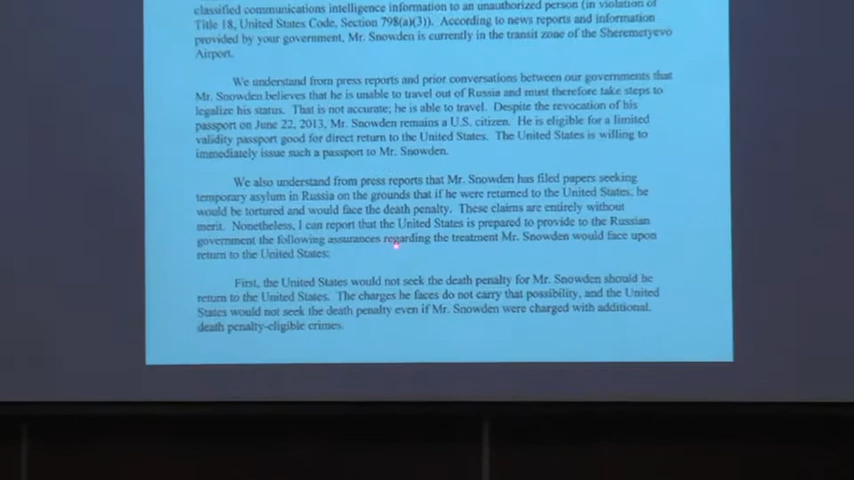 classified communications intelligence information to an unauthorized person (in violation of
Title 18, United States Code, Section 798(a)(3)). According to news reports and information
provided by your government, Mr. Snowden is currently in the transit zone of the Sheremetyevo
Airport.
We understand from press reports and prior conversations between our governments that
Mr. Snowden believes that he is unable to travel out of Russia and must therefore take steps to
legalize his status. That is not accurate; he is able to travel. Despite the revocation of his
passport on June 22, 2013, Mr. Snowden remains a U.S. citizen. He is eligible for a limited
validity passport good for direct return to the United States. The United States is willing to
immediately issue such a passport to Mr. Snowden.
We also understand from press reports that Mr. Snowden has filed papers seeking
temporary asylum in Russia on the grounds that if he were returned to the United States, he
would be tortured and would face the death penalty. These claims are entirely without
merit. Nonetheless, I can report that the United States is prepared to provide to the Russian
government the following assurances regarding the treatment Mr. Snowden would face upon
return to the United States:
First, the United States would not seek the death penalty for Mr. Snowden should he
return to the United States. The charges he faces do not carry that possibility, and the United
States would not seek the death penalty even if Mr. Snowden were charged with additional,
death penalty-eligible crimes.